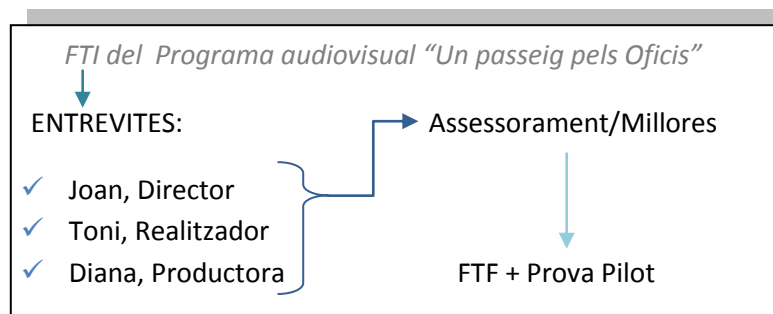 FTI del Programa audiovisual “Un passeig pels Oficis”
ENTREVITES:
Assessorament/Millores
✓ Joan, Director
✓ Toni, Realitzador
✓ Diana, Productora
FTF + Prova Pilot